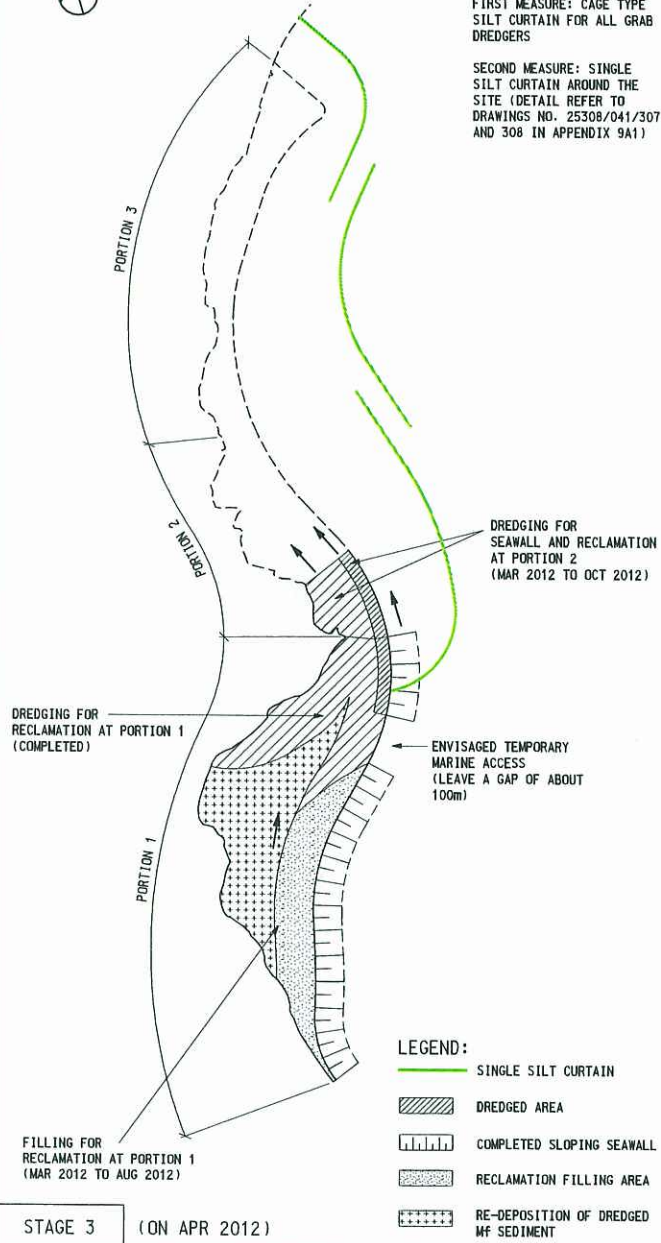 FIRST MEASURE: CAGE TYPE
SILT CURTAIN FOR ALL GRAB
DREDGERS
SECOND MEASURE: SINGLE
SILT CURTAIN AROUND THE
SITE (DETAIL REFER TO
DRAWINGS NO. 25308/041/307
AND 308 IN APPENDIX 9A1)
PORTION 3
PORTION 2
DREDGING FOR
SEAWALL AND RECLAMATION
AT PORTION 2
(MAR 2012 TO OCT 2012)
DREDGING FOR
RECLAMATION AT PORTION 1
(COMPLETED)
ENVISAGED TEMPORARY
MARINE ACCESS
(LEAVE A GAP OF ABOUT
100m)
PORTION 1
FILLING FOR
RECLAMATION AT PORTION 1
(MAR 2012 TO AUG 2012)
LEGEND:
SINGLE SILT CURTAIN
DREDGED AREA
COMPLETED SLOPING SEAWALL
RECLAMATION FILLING AREA
RE-DEPOSITION OF DREDGED
Mf SEDIMENT
STAGE 3 (ON APR 2012)